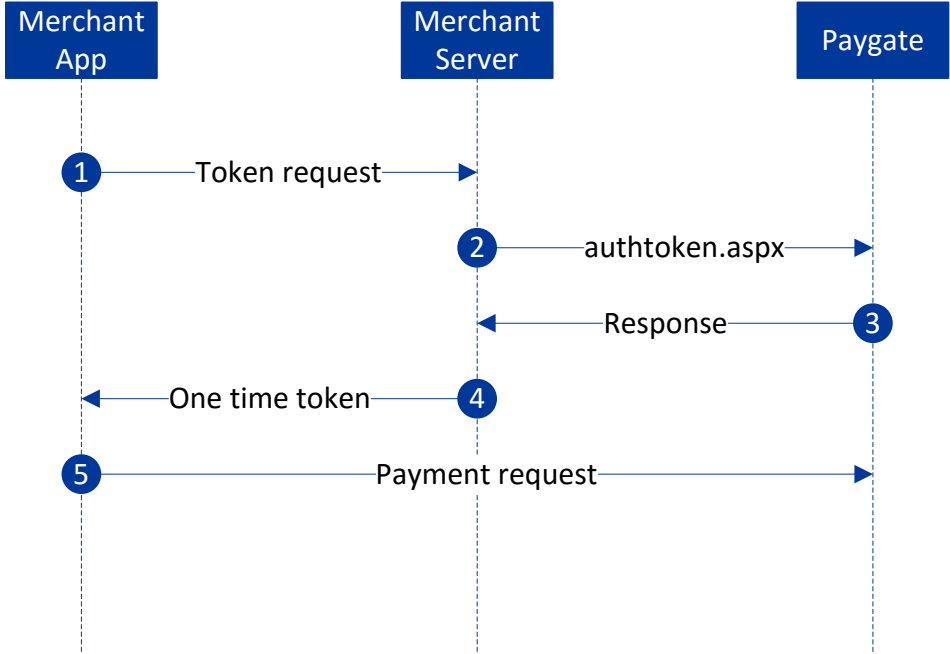 Merchant
App
Merchant
Server
Paygate
1
Token request
2
authtoken.aspx
Response
3
One time token
4
5
Payment request